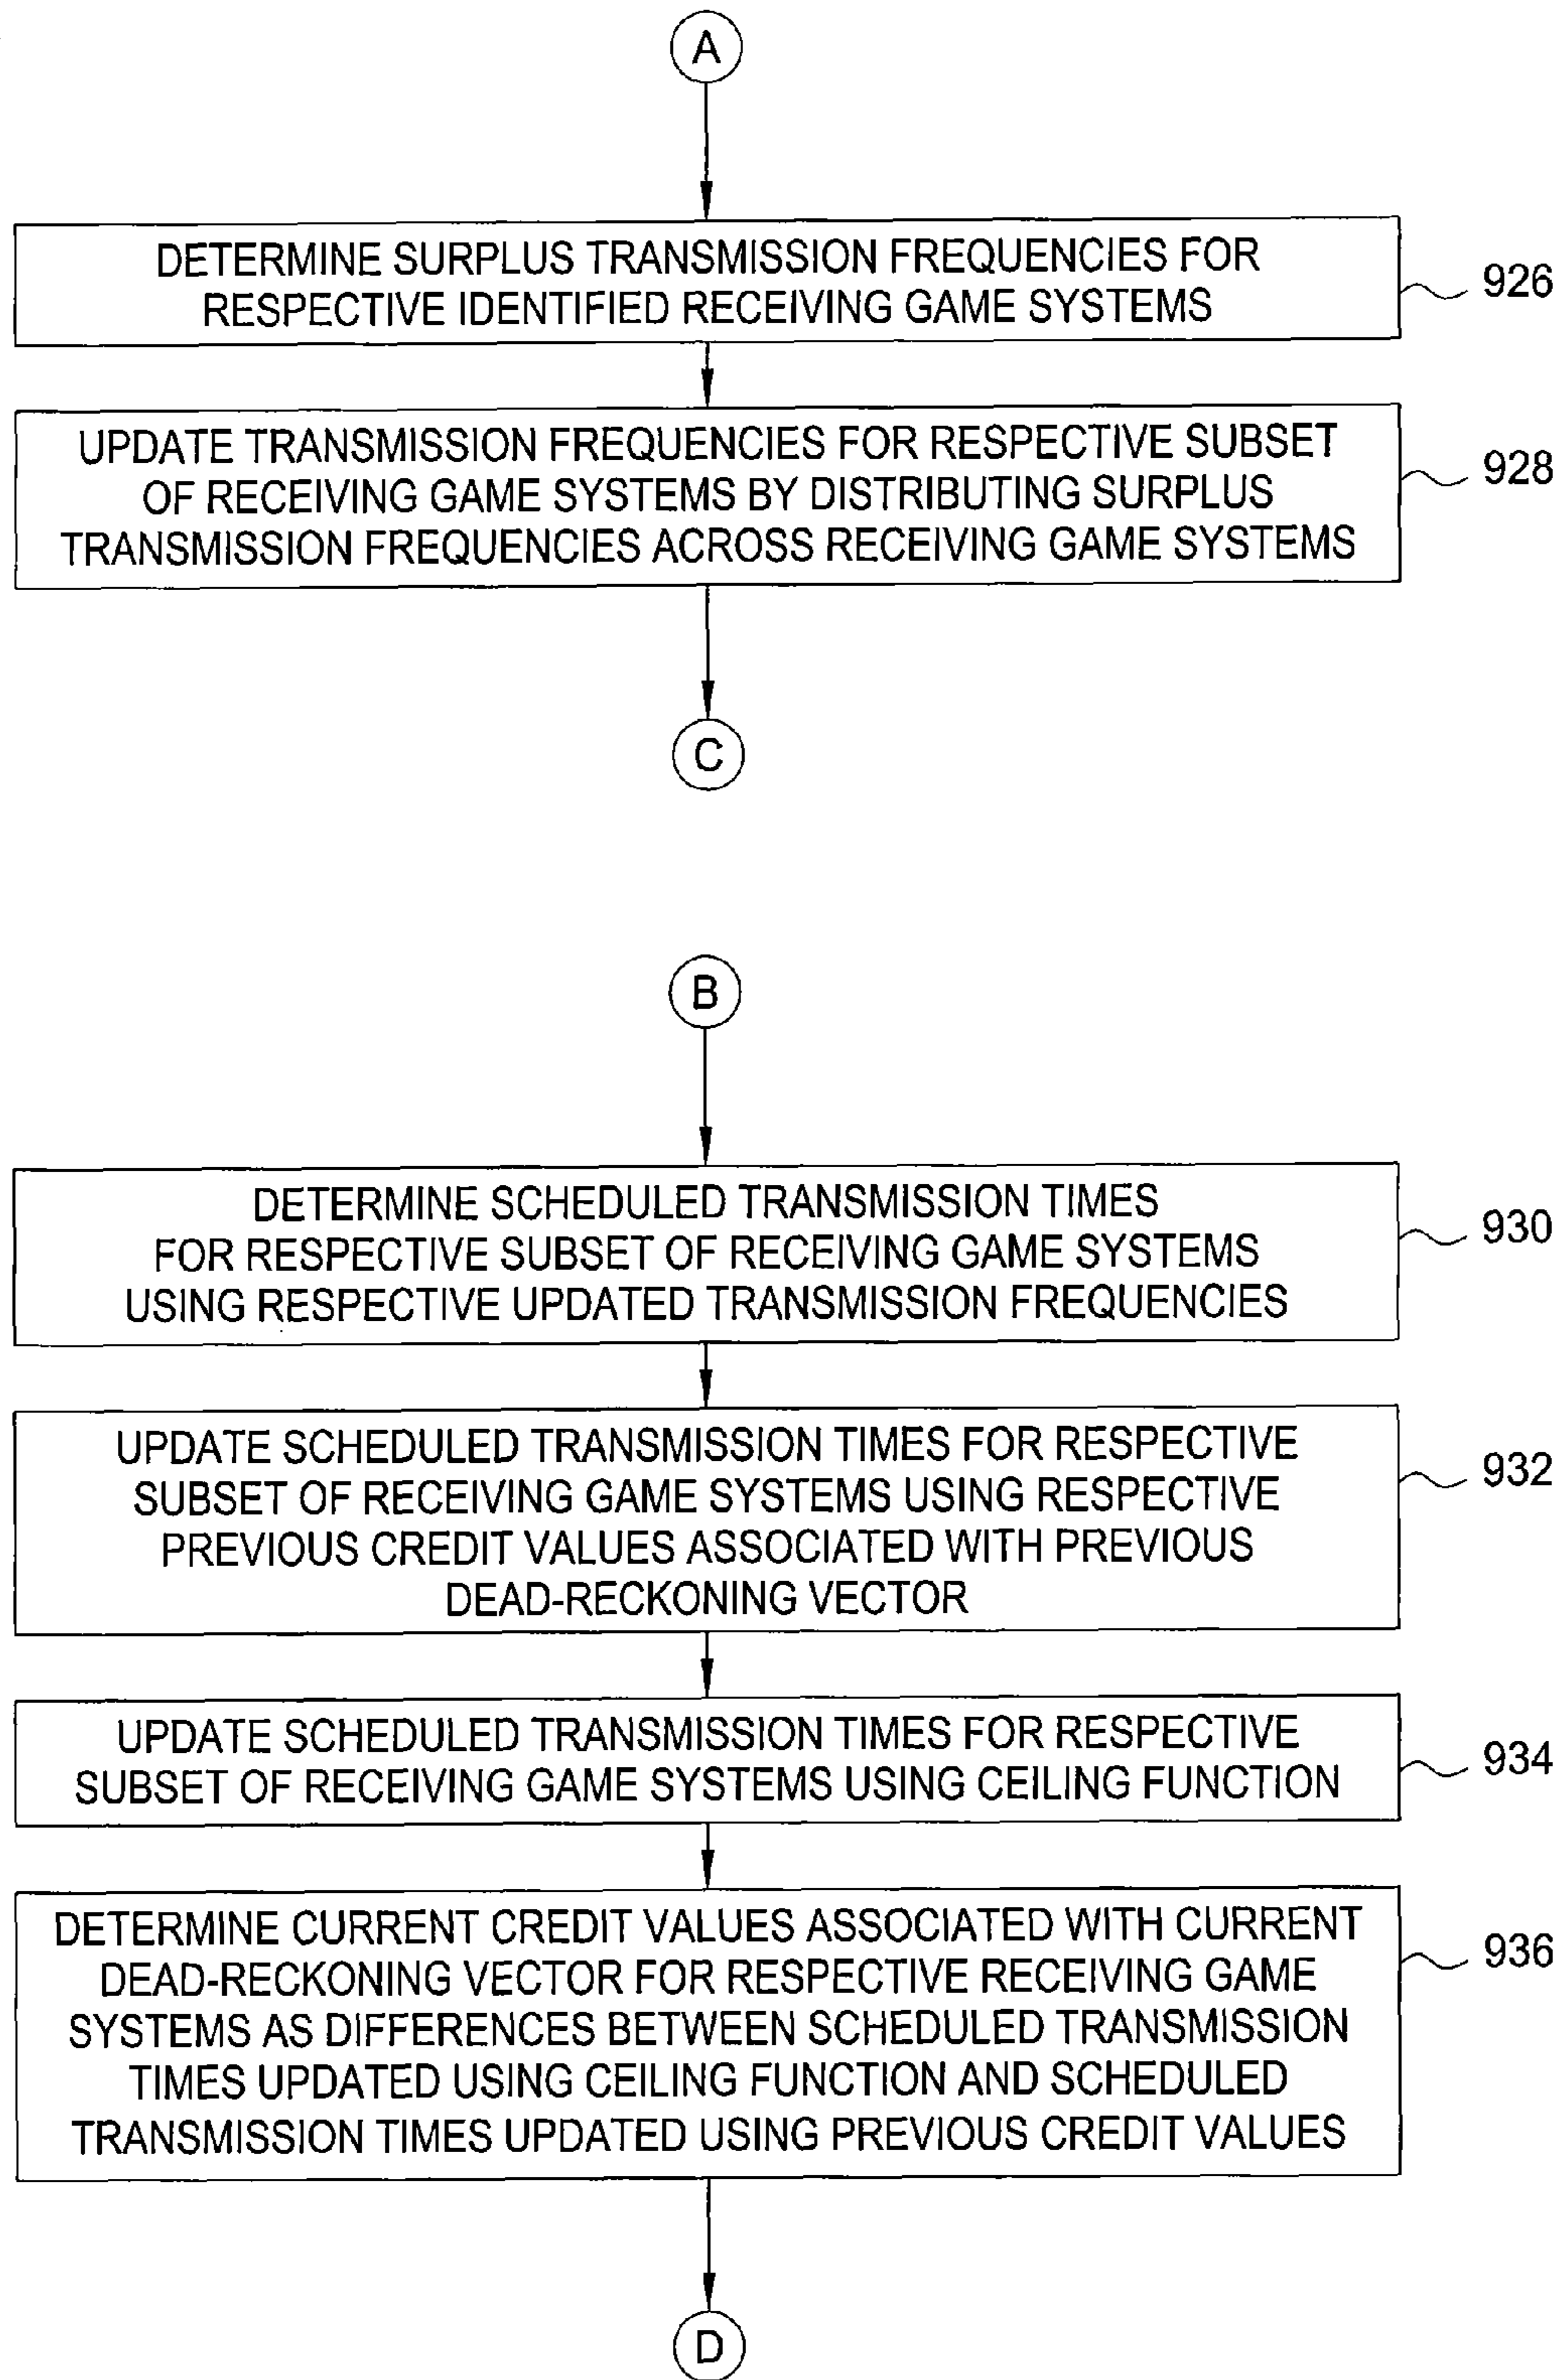 A
DETERMINE SURPLUS TRANSMISSION FREQUENCIES FOR
RESPECTIVE IDENTIFIED RECEIVING GAME SYSTEMS
926
UPDATE TRANSMISSION FREQUENCIES FOR RESPECTIVE SUBSET
OF RECEIVING GAME SYSTEMS BY DISTRIBUTING SURPLUS
TRANSMISSION FREQUENCIES ACROSS RECEIVING GAME SYSTEMS
928
C
B
DETERMINE SCHEDULED TRANSMISSION TIMES
FOR RESPECTIVE SUBSET OF RECEIVING GAME SYSTEMS
USING RESPECTIVE UPDATED TRANSMISSION FREQUENCIES
930
UPDATE SCHEDULED TRANSMISSION TIMES FOR RESPECTIVE
SUBSET OF RECEIVING GAME SYSTEMS USING RESPECTIVE
PREVIOUS CREDIT VALUES ASSOCIATED WITH PREVIOUS
DEAD-RECKONING VECTOR
932
UPDATE SCHEDULED TRANSMISSION TIMES FOR RESPECTIVE
SUBSET OF RECEIVING GAME SYSTEMS USING CEILING FUNCTION
934
DETERMINE CURRENT CREDIT VALUES ASSOCIATED WITH CURRENT
DEAD-RECKONING VECTOR FOR RESPECTIVE RECEIVING GAME
SYSTEMS AS DIFFERENCES BETWEEN SCHEDULED TRANSMISSION
TIMES UPDATED USING CEILING FUNCTION AND SCHEDULED
TRANSMISSION TIMES UPDATED USING PREVIOUS CREDIT VALUES
936
D